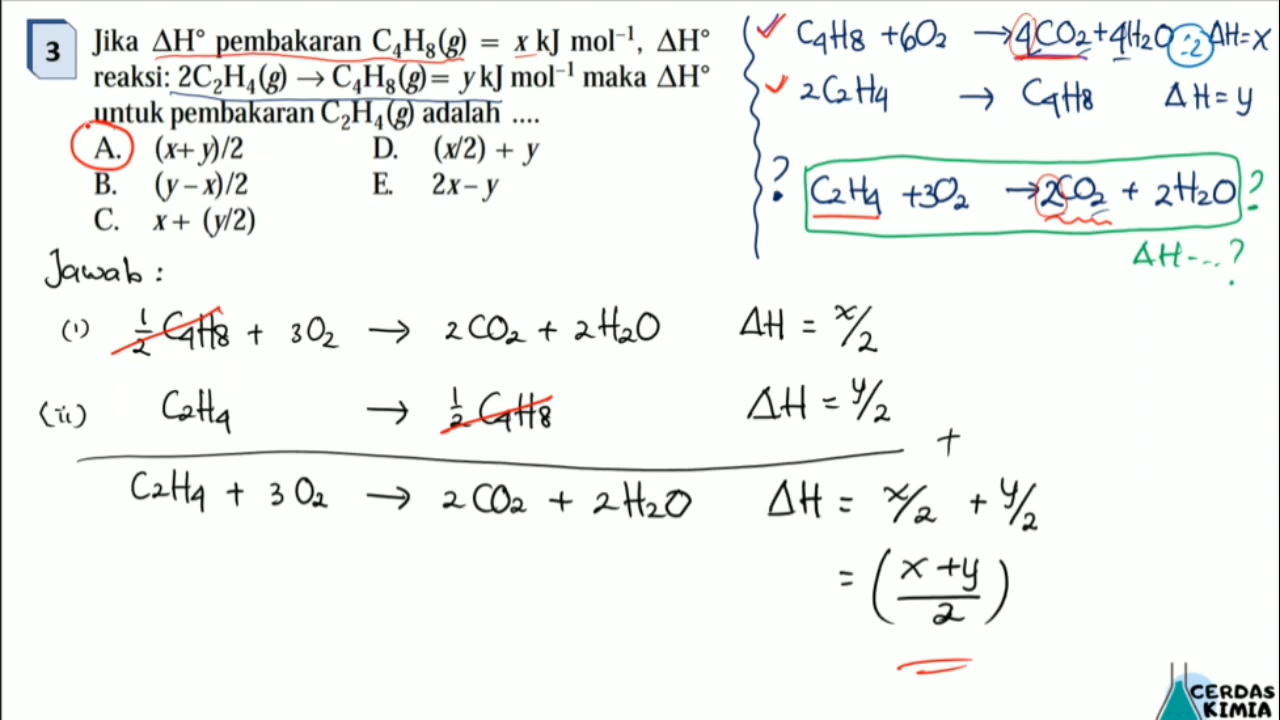 3
Jika ΔH° pembakaran C₄H₈(g) = x kJ mol⁻¹, ΔH°
reaksi: 2C₂H₄(g) → C₄H₈(g)= y kJ mol⁻¹ maka ΔH°
untuk pembakaran C₂H₄(g) adalah ....
A. (x+ y)/2
D. (x/2) + y
B. (y – x)/2
E. 2x – y
C. x + (y/2)
C₄H₈ + 6O₂ → 4CO₂ + 4H₂O :2 ΔH = x
2C₂H₄ → C₄H₈ ΔH = y
? C₂H₄ + 3O₂ → 2CO₂ + 2H₂O ?
ΔH --..?
Jawab :
(i) ½ C₄H₈ + 3O₂ → 2CO₂ + 2H₂O ΔH = x/2
(ii) C₂H₄ → ½ C₄H₈ ΔH = y/2
+
C₂H₄ + 3O₂ → 2CO₂ + 2H₂O ΔH = x/2 + y/2
= (x + y / 2)
CERDAS
KIMIA